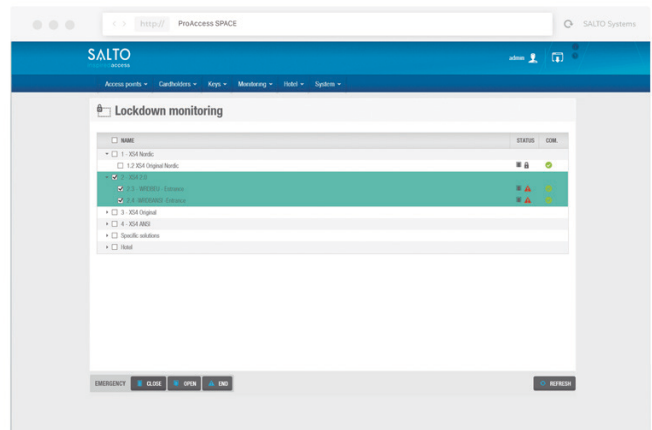 http:// ProAccess SPACE
SALTO Systems
SALTO
access
admin
Access points Cardholders Keys Monitoring Hotel System
Lockdown monitoring
NAME STATUS COM.
1 - XS4 Nordic
1.2 XS4 Original Nordic
2 - XS4 2.0
Entrance
Entrance
3 - XS4 Original
4 - XS4 ANSI
Specific solutions
Hotel
EMERGENCY CLOSE OPEN END REFRESH